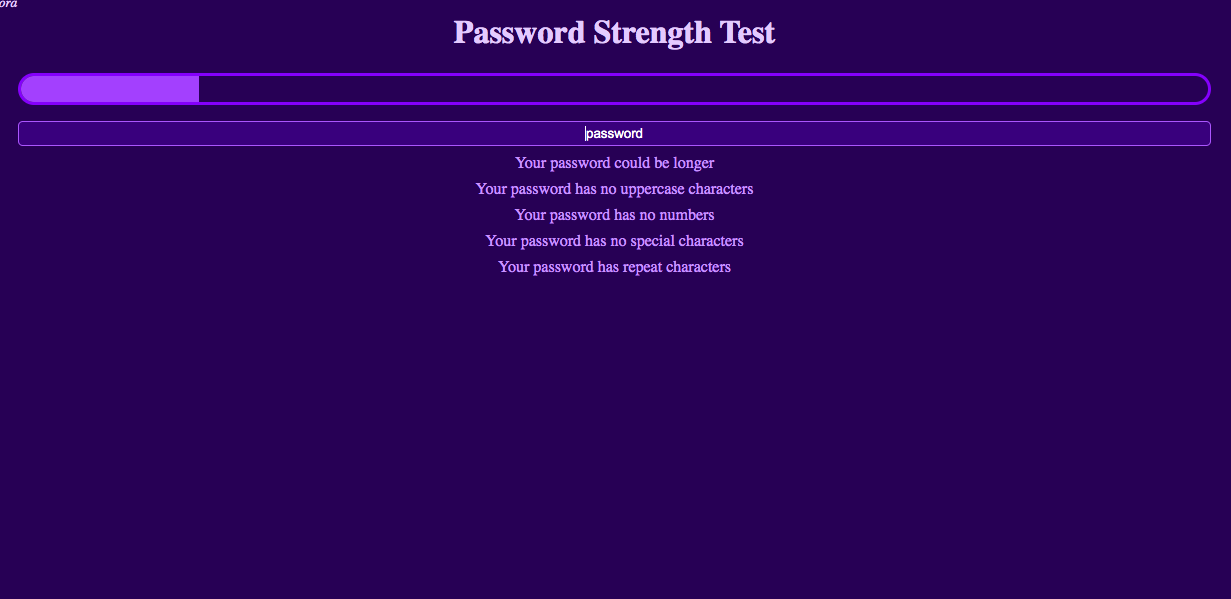 Password Strength Test
password
Your password could be longer
Your password has no uppercase characters
Your password has no numbers
Your password has no special characters
Your password has repeat characters